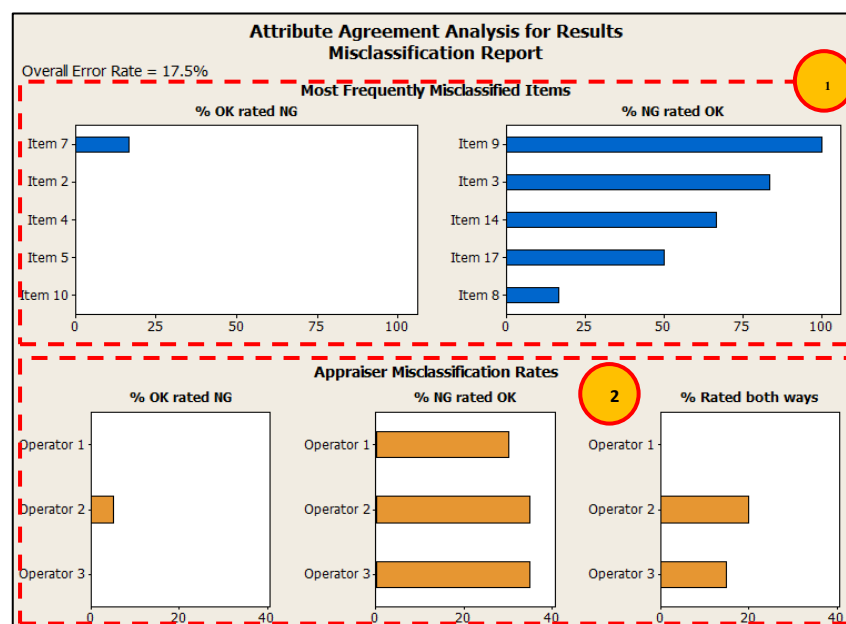 Attribute Agreement Analysis for Results
Misclassification Report
Overall Error Rate = 17.5%
1
Most Frequently Misclassified Items
% OK rated NG
Item 7
Item 2
Item 4
Item 5
Item 10
0 25 50 75 100
% NG rated OK
Item 9
Item 3
Item 14
Item 17
Item 8
0 25 50 75 100
Appraiser Misclassification Rates
2
% OK rated NG
Operator 1
Operator 2
Operator 3
0 20 40
% NG rated OK
Operator 1
Operator 2
Operator 3
0 20 40
% Rated both ways
Operator 1
Operator 2
Operator 3
0 20 40